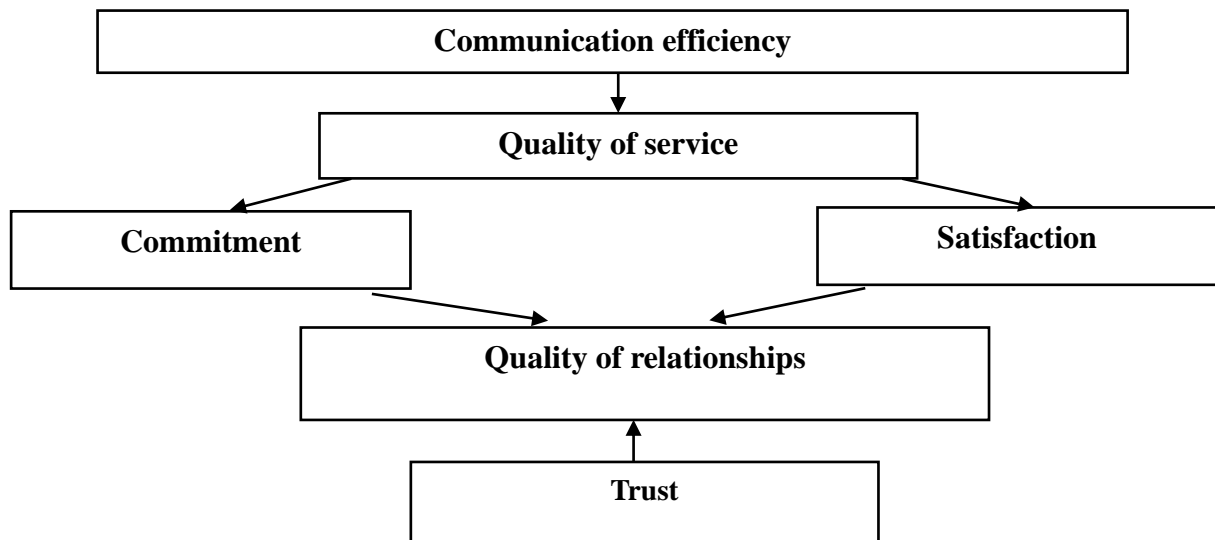 Communication efficiency
Quality of service
Commitment
Satisfaction
Quality of relationships
Trust